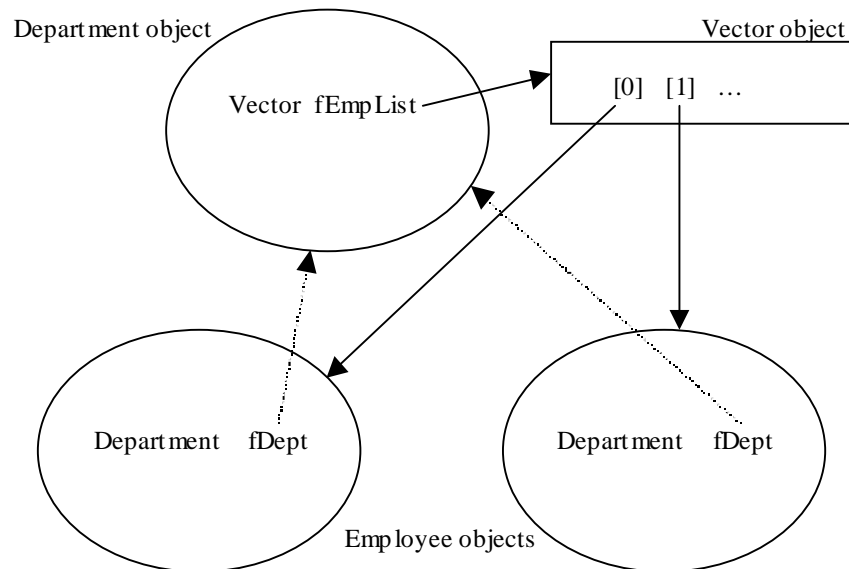 Department object
Vector object
Vector fEmpList
[0] [1] ...
Department fDept
Department fDept
Employee objects